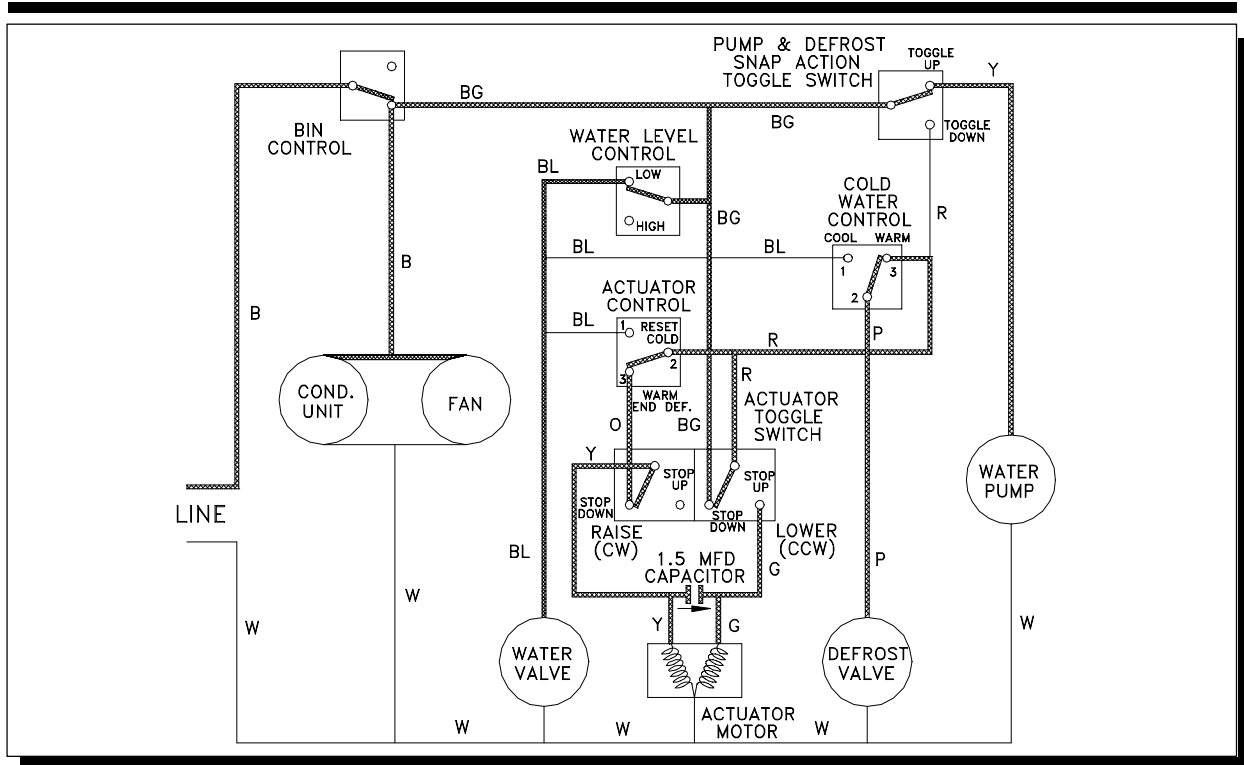 PUMP & DEFROST
SNAP ACTION
TOGGLE SWITCH
TOGGLE
UP
Y
BG
BG
TOGGLE
DOWN
BIN
CONTROL
WATER LEVEL
CONTROL
BL
LOW
HIGH
BG
COLD
WATER
CONTROL
R
COOL
WARM
BL
BL
1
3
2
B
B
ACTUATOR
CONTROL
BL
1
RESET
COLD
2
3
R
P
WARM
END DEF.
R
ACTUATOR
TOGGLE
SWITCH
COND.
UNIT
FAN
O
BG
Y
STOP
UP
STOP
UP
STOP
DOWN
STOP
DOWN
RAISE
(CW)
LOWER
(CCW)
WATER
PUMP
LINE
BL
1.5 MFD
CAPACITOR
G
P
W
W
Y
G
W
WATER
VALVE
DEFROST
VALVE
ACTUATOR
MOTOR
W
W
W